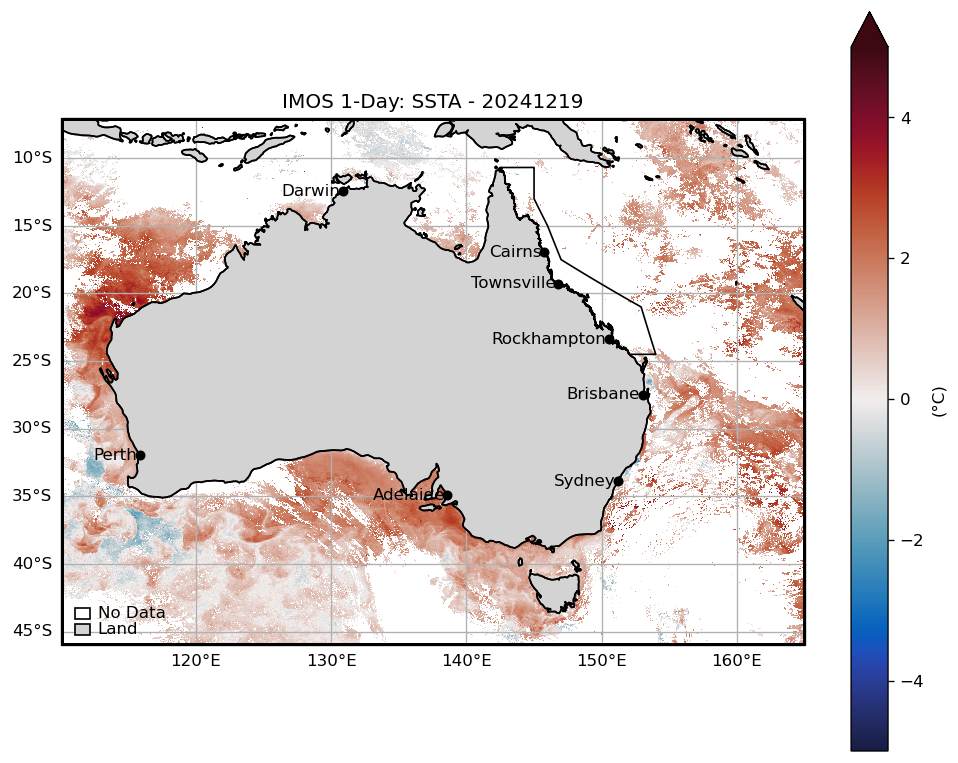 IMOS 1-Day: SSTA - 20241219
10°S
15°S
20°S
25°S
30°S
35°S
40°S
45°S
Darwin
Cairns
Townsville
Rockhampton
Brisbane
Perth
Sydney
Adelaide
No Data
Land
120°E 130°E 140°E 150°E 160°E
4
2
0
−2
−4
(°C)